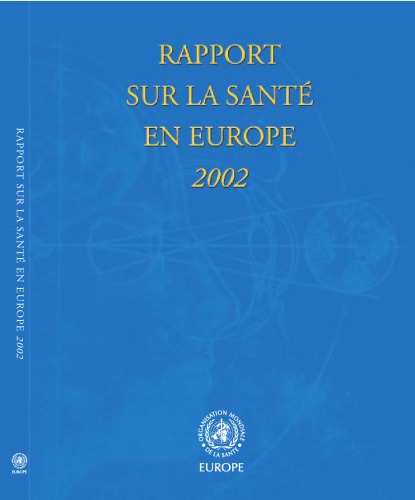 RAPPORT
SUR LA SANTÉ
EN EUROPE
2002
RAPPORT SUR LA SANTÉ EN EUROPE 2002
ORGANISATION MONDIALE
DE LA SANTÉ
EUROPE
EUROPE